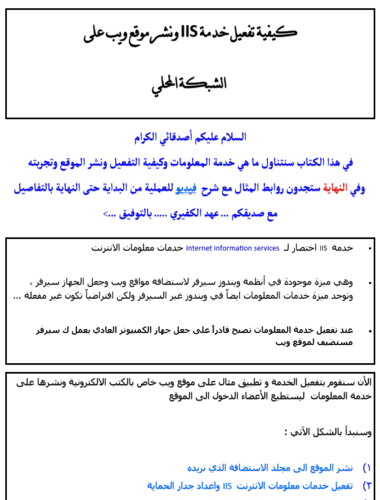 كيفية تفعيل خدمة IIS ونشر موقع ويب على
الشبكة المحلي
السلام عليكم أصدقائي الكرام
في هذا الكتاب سنتناول ما هي خدمة المعلومات وكيفية التفعيل ونشر الموقع وتجربته
وفي النهاية ستجدون روابط المثال مع شرح فيديو للعملية من البداية حتى النهاية بالتفاصيل
مع صديقكم ... عهد الكفيري ..... بالتوفيق ...>
• خدمة IIS اختصار لـ Internet information services خدمات معلومات الانترنت
• وهي ميزة موجودة في أنظمة ويندوز سيرفر لاستضافة مواقع ويب وجعل الجهاز سيرفر ،
وتوجد ميزة خدمات المعلومات ايضاً في ويندوز غير السيرفر ولكن افتراضياً تكون غير مفعلة ...
• عند تفعيل خدمة المعلومات تصبح قادراً على جعل جهاز الكمبيوتر العادي يعمل ك سيرفر
مستضيف لموقع ويب
الأن سنقوم بتفعيل الخدمة و تطبيق مثال على موقع ويب خاص بالكتب الالكترونية ونشرها على
خدمة المعلومات ليستطيع الأعضاء الدخول الى الموقع
وسنبدأ بالشكل الأتي :
١) نشر الموقع الى مجلد الاستضافة الذي نريده
٢) تفعيل خدمات معلومات الانترنت IIS واعداد جدار الحماية